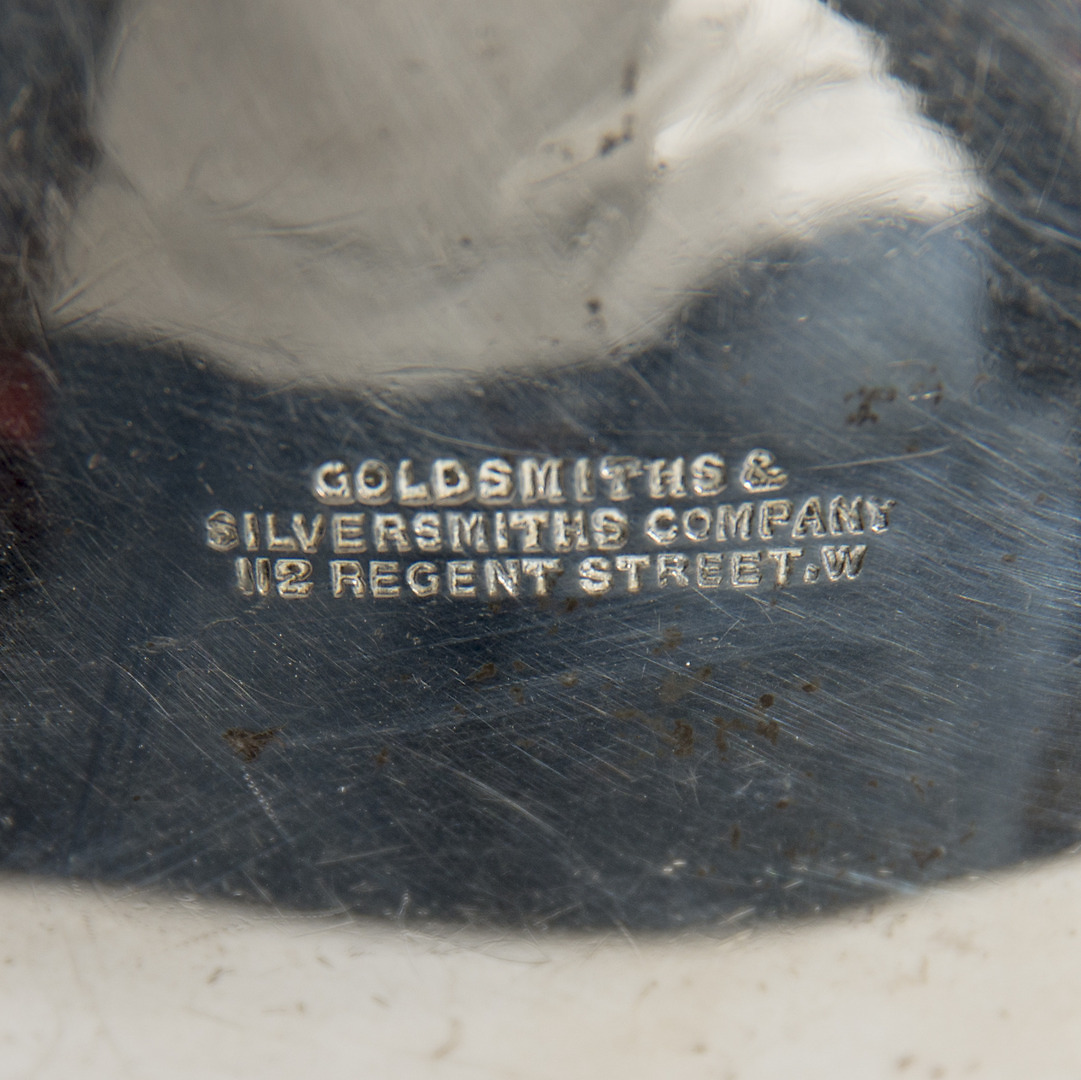 GOLDSMITHS &
SILVERSMITHS COMPANY
112 REGENT STREET.W